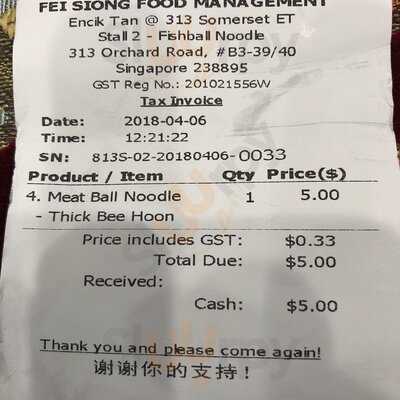 FEI SIONG FOOD MANAGEMENT
Encik Tan @ 313 Somerset ET
Stall 2 - Fishball Noodle
313 Orchard Road, #B3-39/40
Singapore 238895
GST Reg No.: 201021556W
Tax Invoice
Date: 2018-04-06
Time: 12:21:22
SN: 813S-02-20180406-0033
Product / Item Qty Price($)
4. Meat Ball Noodle 1 5.00
- Thick Bee Hoon
Price includes GST: $0.33
Total Due: $5.00
Received:
Cash: $5.00
Thank you and please come again!
谢谢你的支持！